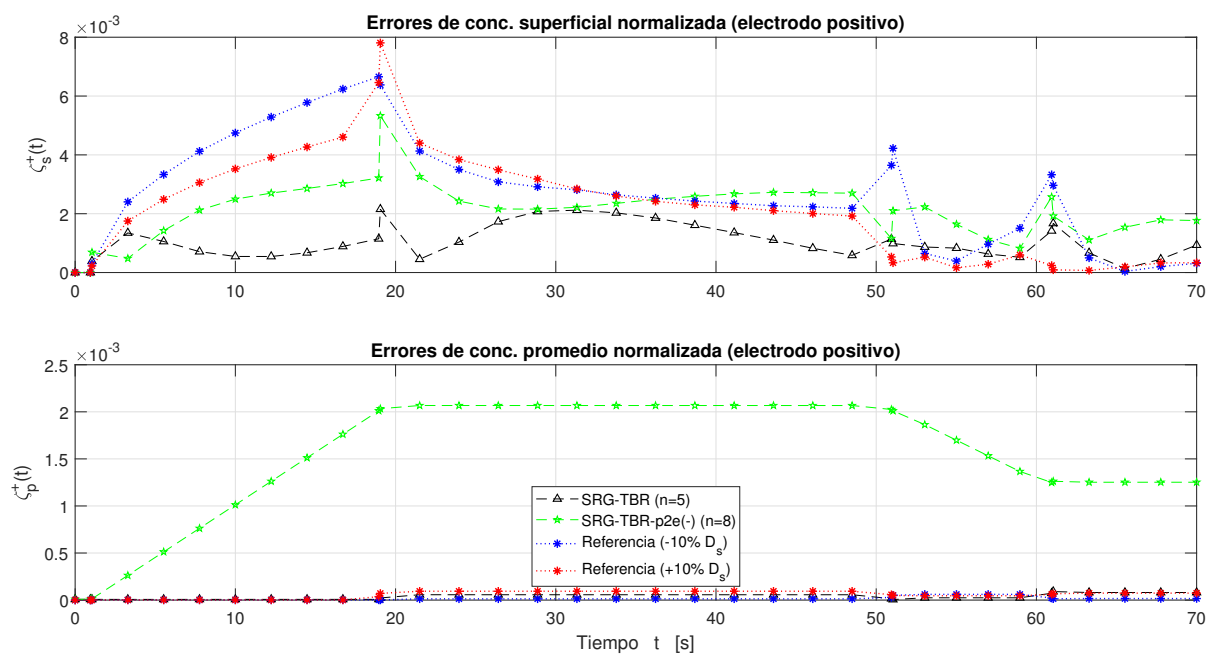 Errores de conc. superficial normalizada (electrodo positivo)
×10⁻³
8
6
4
2
0
ζₛ⁺(t)
0 10 20 30 40 50 60 70
Errores de conc. promedio normalizada (electrodo positivo)
×10⁻³
2.5
2
1.5
1
0.5
0
ζₚ⁺(t)
SRG-TBR (n=5)
SRG-TBR-p2e(-) (n=8)
Referencia (-10% Dₛ)
Referencia (+10% Dₛ)
0 10 20 30 40 50 60 70
Tiempo t [s]